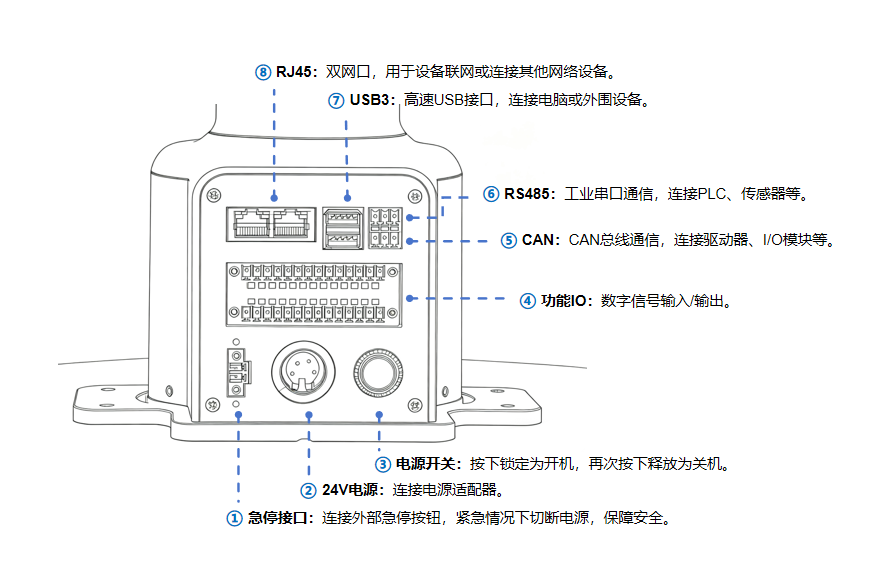 ⑧ RJ45：双网口，用于设备联网或连接其他网络设备。
⑦ USB3：高速USB接口，连接电脑或外围设备。
⑥ RS485：工业串口通信，连接PLC、传感器等。
⑤ CAN：CAN总线通信，连接驱动器、I/O模块等。
④ 功能IO：数字信号输入/输出。
③ 电源开关：按下锁定为开机，再次按下释放为关机。
② 24V电源：连接电源适配器。
① 急停接口：连接外部急停按钮，紧急情况下切断电源，保障安全。